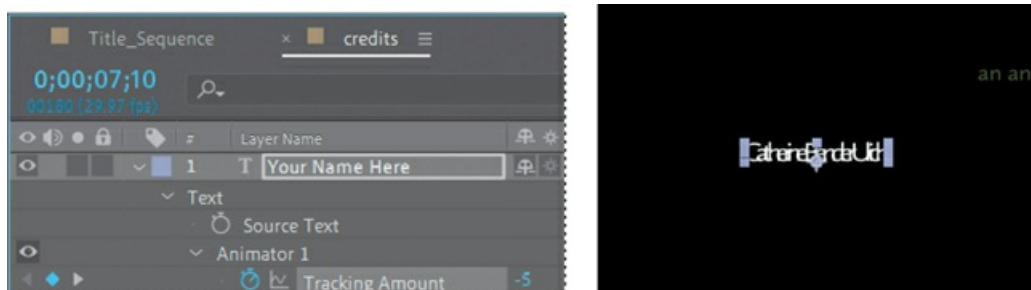 Title_Sequence × credits
0;00;07;10
00180 (29.97 fps)
# Layer Name
1 T Your Name Here
Text
Source Text
Animator 1
Tracking Amount -5
an an